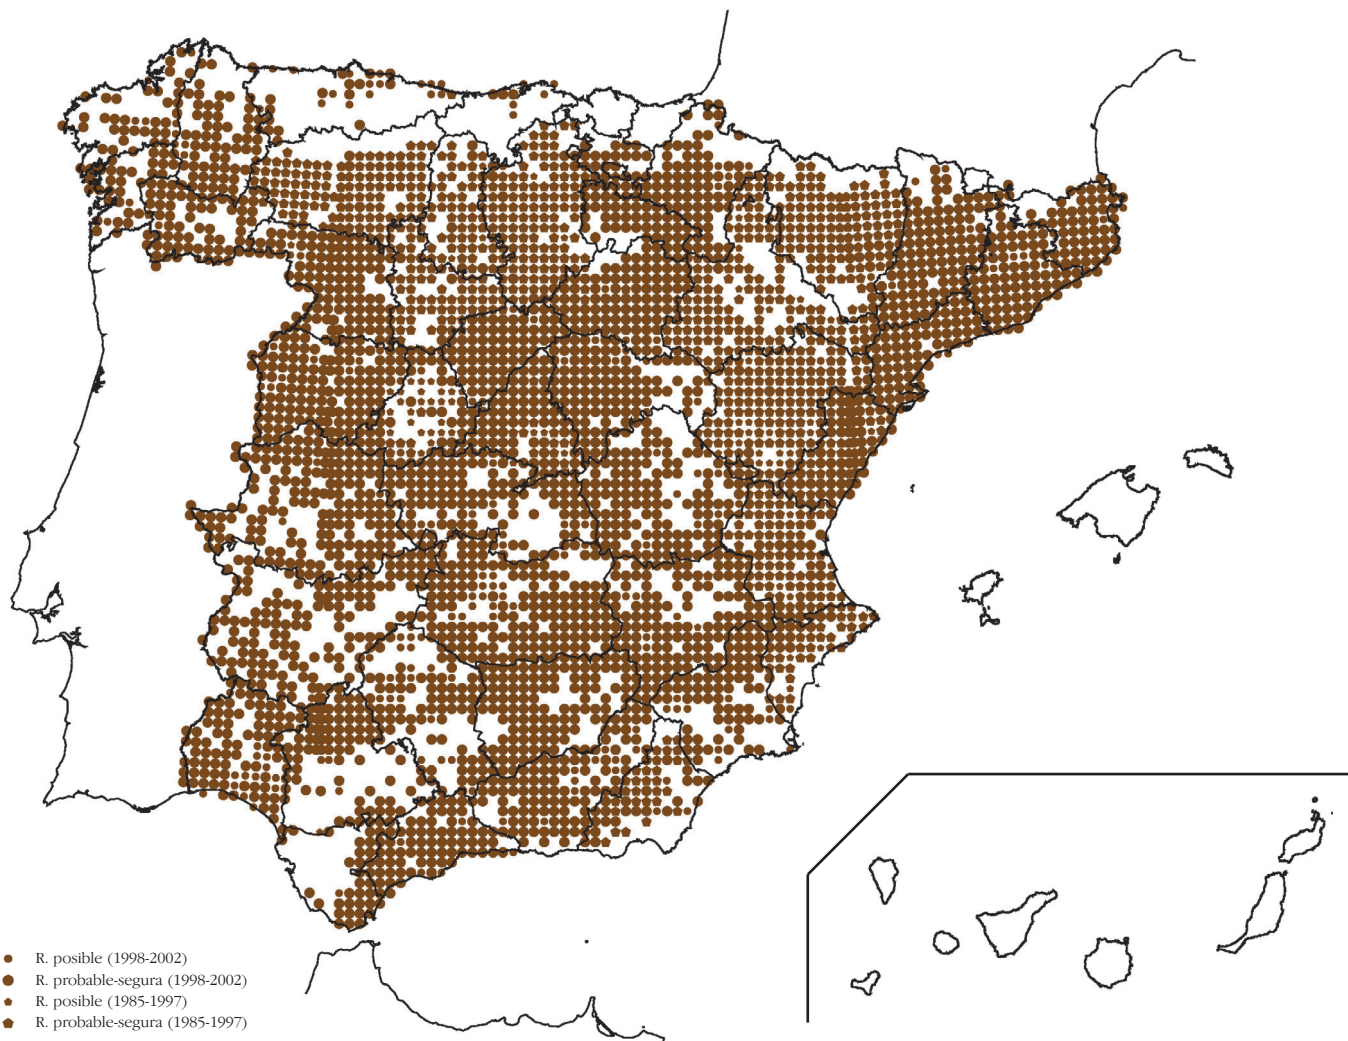 R. posible (1998-2002)
R. probable-segura (1998-2002)
R. posible (1985-1997)
R. probable-segura (1985-1997)